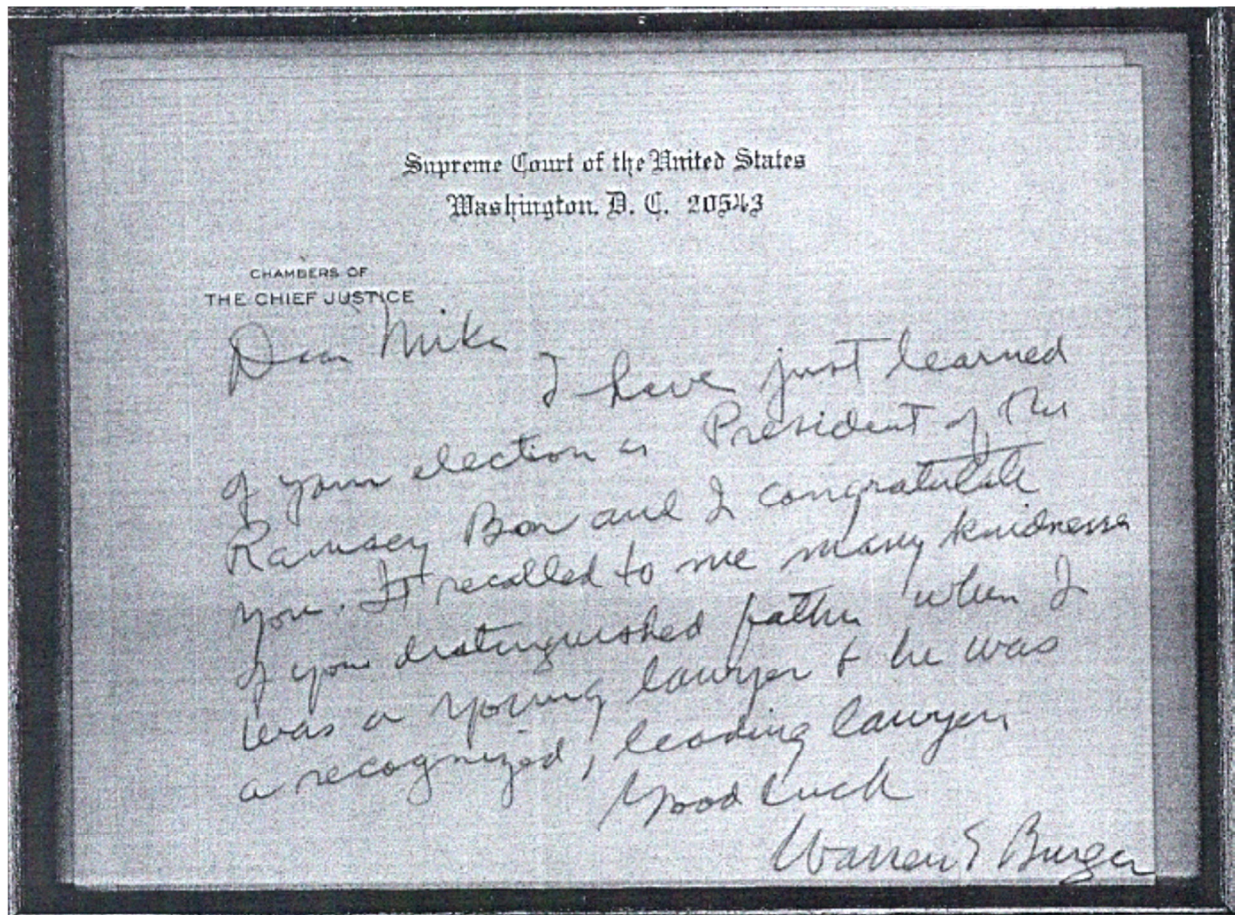 Supreme Court of the United States
Washington, D. C. 20543
CHAMBERS OF
THE CHIEF JUSTICE
Dear Mike
I have just learned
of your election as President of the
Ramsey Bar and I congratulate
you. It recalled to me many kindnesses
of your distinguished father when I
was a young lawyer & he was
a recognized, leading lawyer.
Good luck
Warren E Burger